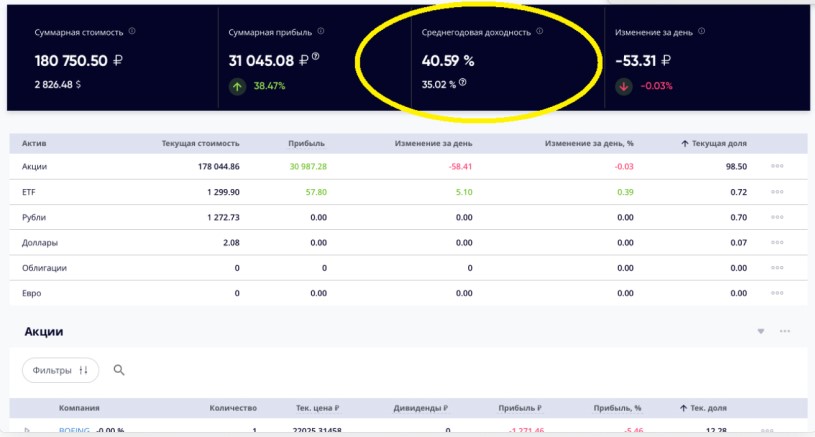 Суммарная стоимость
Суммарная прибыль
Среднегодовая доходность
Изменение за день
180 750.50 ₽
31 045.08 ₽
40.59 %
-53.31 ₽
2 826.48 $
38.47%
35.02 %
-0.03%
Актив Текущая стоимость Прибыль Изменение за день Изменение за день, % ↑ Текущая доля
Акции 178 044.86 30 987.28 -58.41 -0.03 98.50
ETF 1 299.90 57.80 5.10 0.39 0.72
Рубли 1 272.73 0.00 0.00 0.00 0.70
Доллары 2.08 0.00 0.00 0.00 0.07
Облигации 0 0 0 0.00 0.00
Евро 0 0.00 0.00 0.00 0.00
Акции
Фильтры
Компания Количество Тек. цена ₽ Дивиденды ₽ Прибыль ₽ Прибыль, % ↑ Тек. доля
BOEING -0.00 % 1 22025.31458 0 -1 271.46 -5.46 12.28